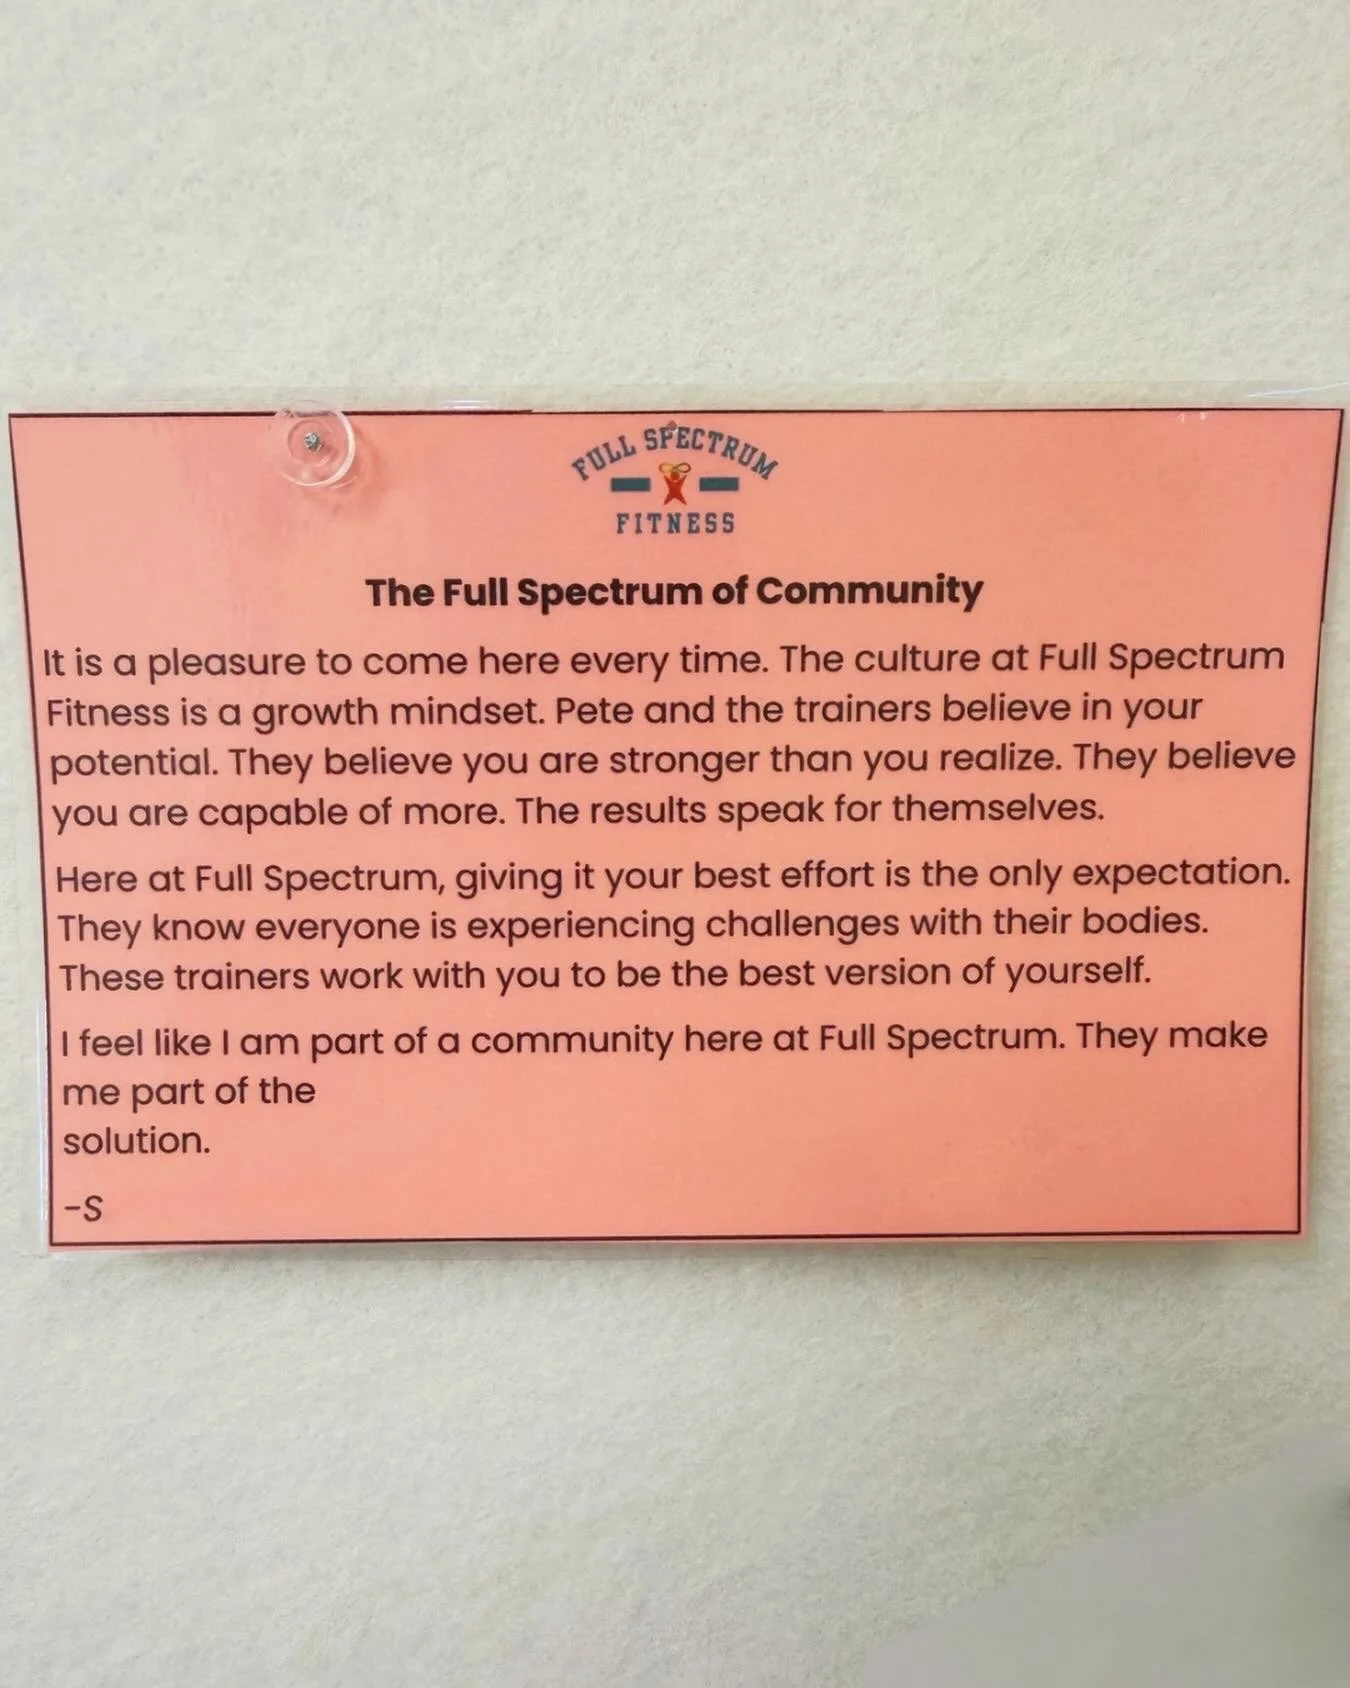 FULL SPECTRUM
FITNESS
The Full Spectrum of Community
It is a pleasure to come here every time. The culture at Full Spectrum
Fitness is a growth mindset. Pete and the trainers believe in your
potential. They believe you are stronger than you realize. They believe
you are capable of more. The results speak for themselves.
Here at Full Spectrum, giving it your best effort is the only expectation.
They know everyone is experiencing challenges with their bodies.
These trainers work with you to be the best version of yourself.
I feel like I am part of a community here at Full Spectrum. They make
me part of the
solution.
-S